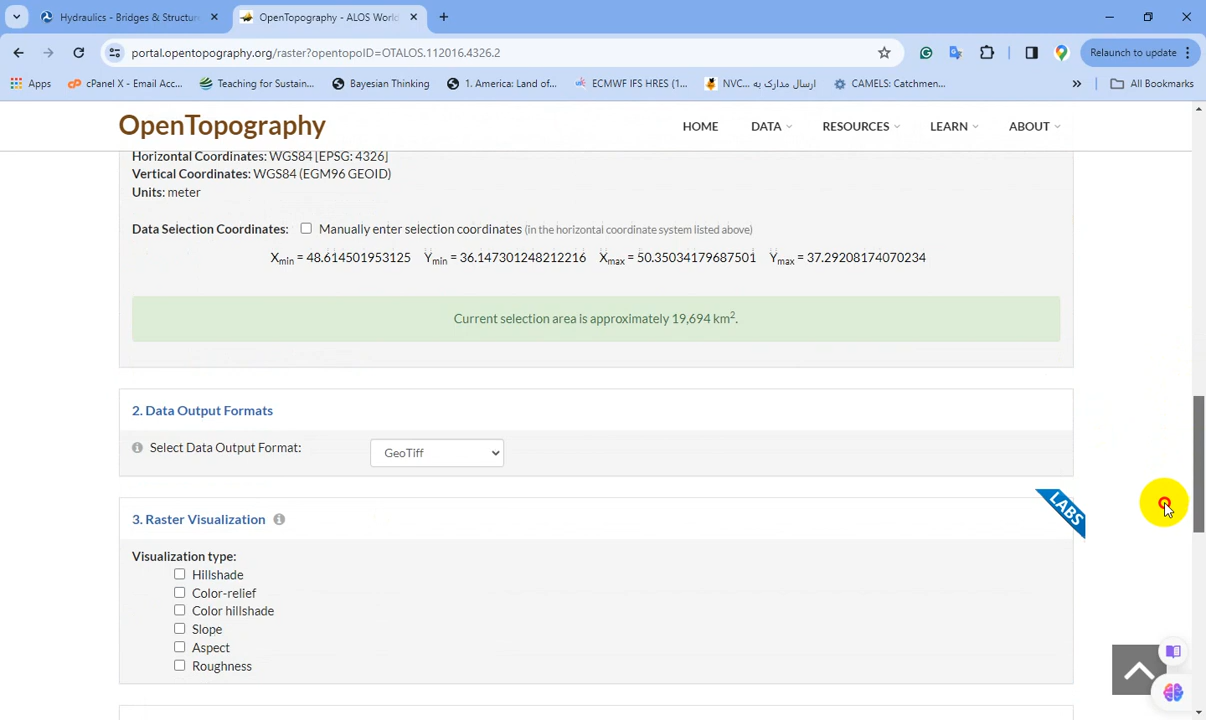 Hydraulics - Bridges & Structur
OpenTopography - ALOS World
portal.opentopography.org/raster?opentopoID=OTALOS.112016.4326.2
Relaunch to update
Apps
cPanel X - Email Acc...
Teaching for Sustain...
Bayesian Thinking
1. America: Land of...
ECMWF IFS HRES (1...
NVC... ارسال مدارک به
CAMELS: Catchmen...
All Bookmarks
OpenTopography
HOME
DATA
RESOURCES
LEARN
ABOUT
Horizontal Coordinates: WGS84 [EPSG: 4326]
Vertical Coordinates: WGS84 (EGM96 GEOID)
Units: meter
Data Selection Coordinates: Manually enter selection coordinates (in the horizontal coordinate system listed above)
Xmin = 48.614501953125 Ymin = 36.147301248212216 Xmax = 50.35034179687501 Ymax = 37.29208174070234
Current selection area is approximately 19,694 km2.
2. Data Output Formats
Select Data Output Format: GeoTiff
3. Raster Visualization
LABS
Visualization type:
Hillshade
Color-relief
Color hillshade
Slope
Aspect
Roughness